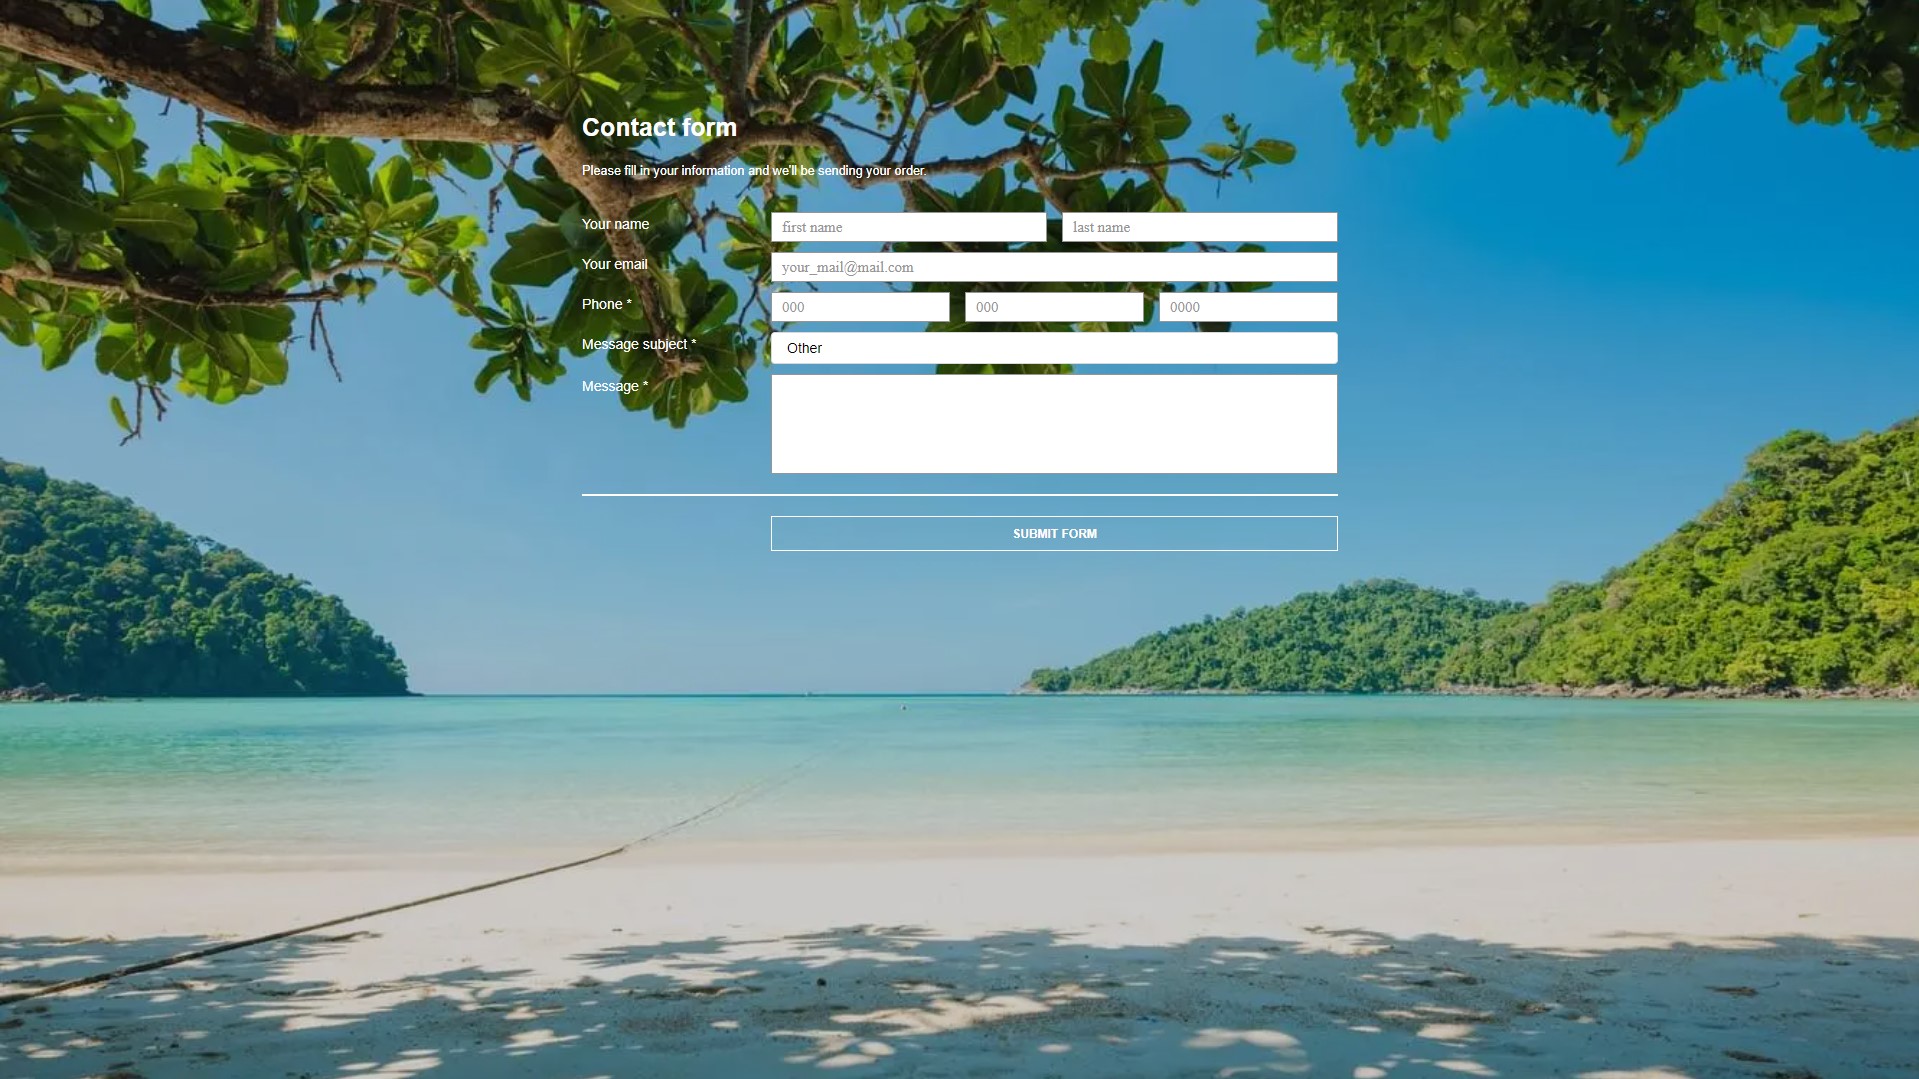 Contact form
Please fill in your information and we'll be sending your order.
Your name first name last name
Your email your_mail@mail.com
Phone * 000 000 0000
Message subject * Other
Message *
SUBMIT FORM